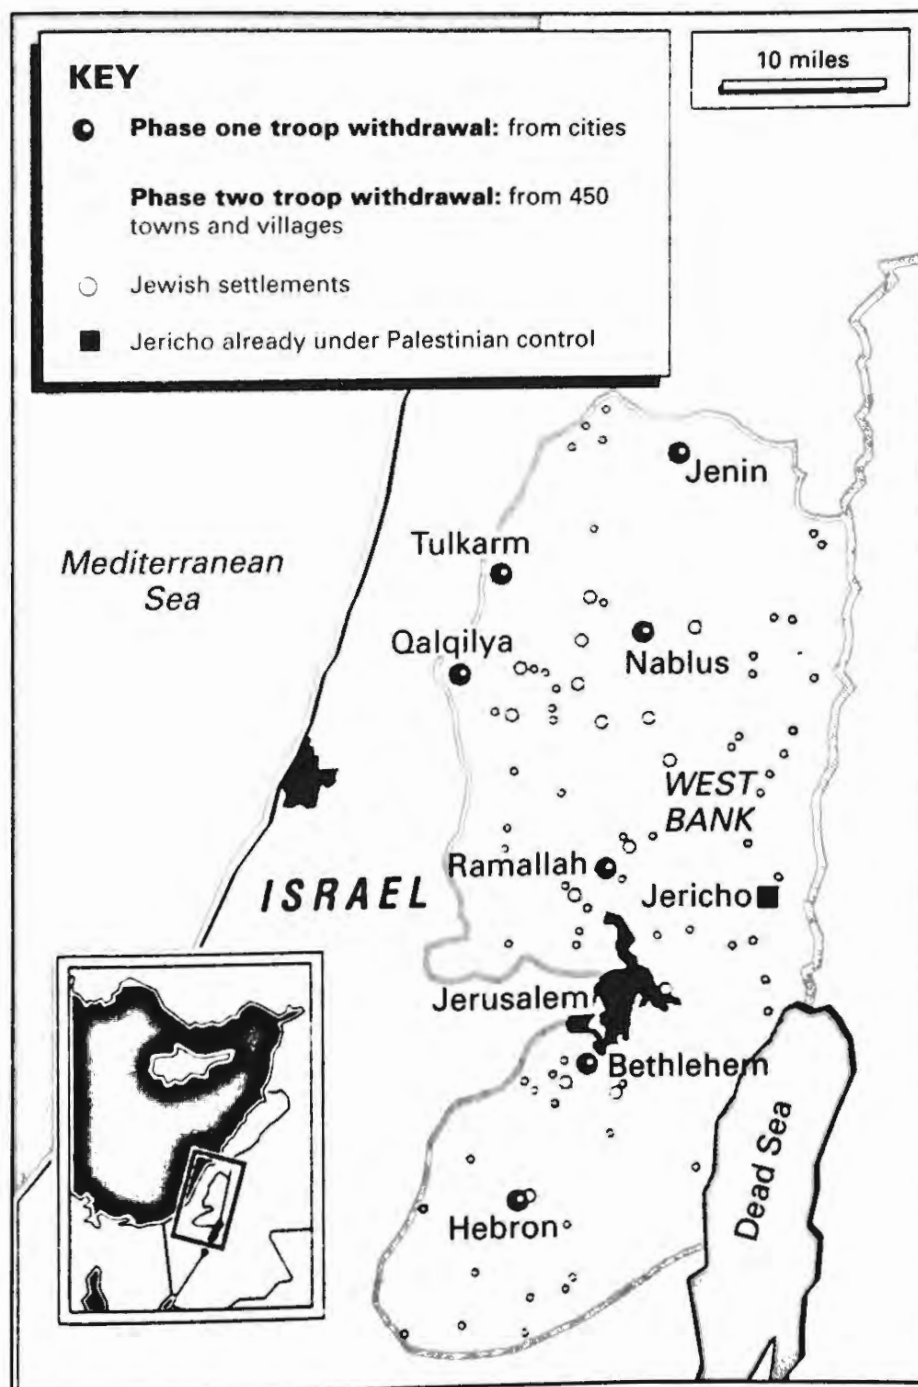 KEY
Phase one troop withdrawal: from cities
Phase two troop withdrawal: from 450
towns and villages
Jewish settlements
Jericho already under Palestinian control
10 miles
Jenin
Mediterranean
Sea
Tulkarm
Qalqilya
Nablus
WEST
BANK
Ramallah
Jericho
ISRAEL
Jerusalem
Bethlehem
Dead Sea
Hebron